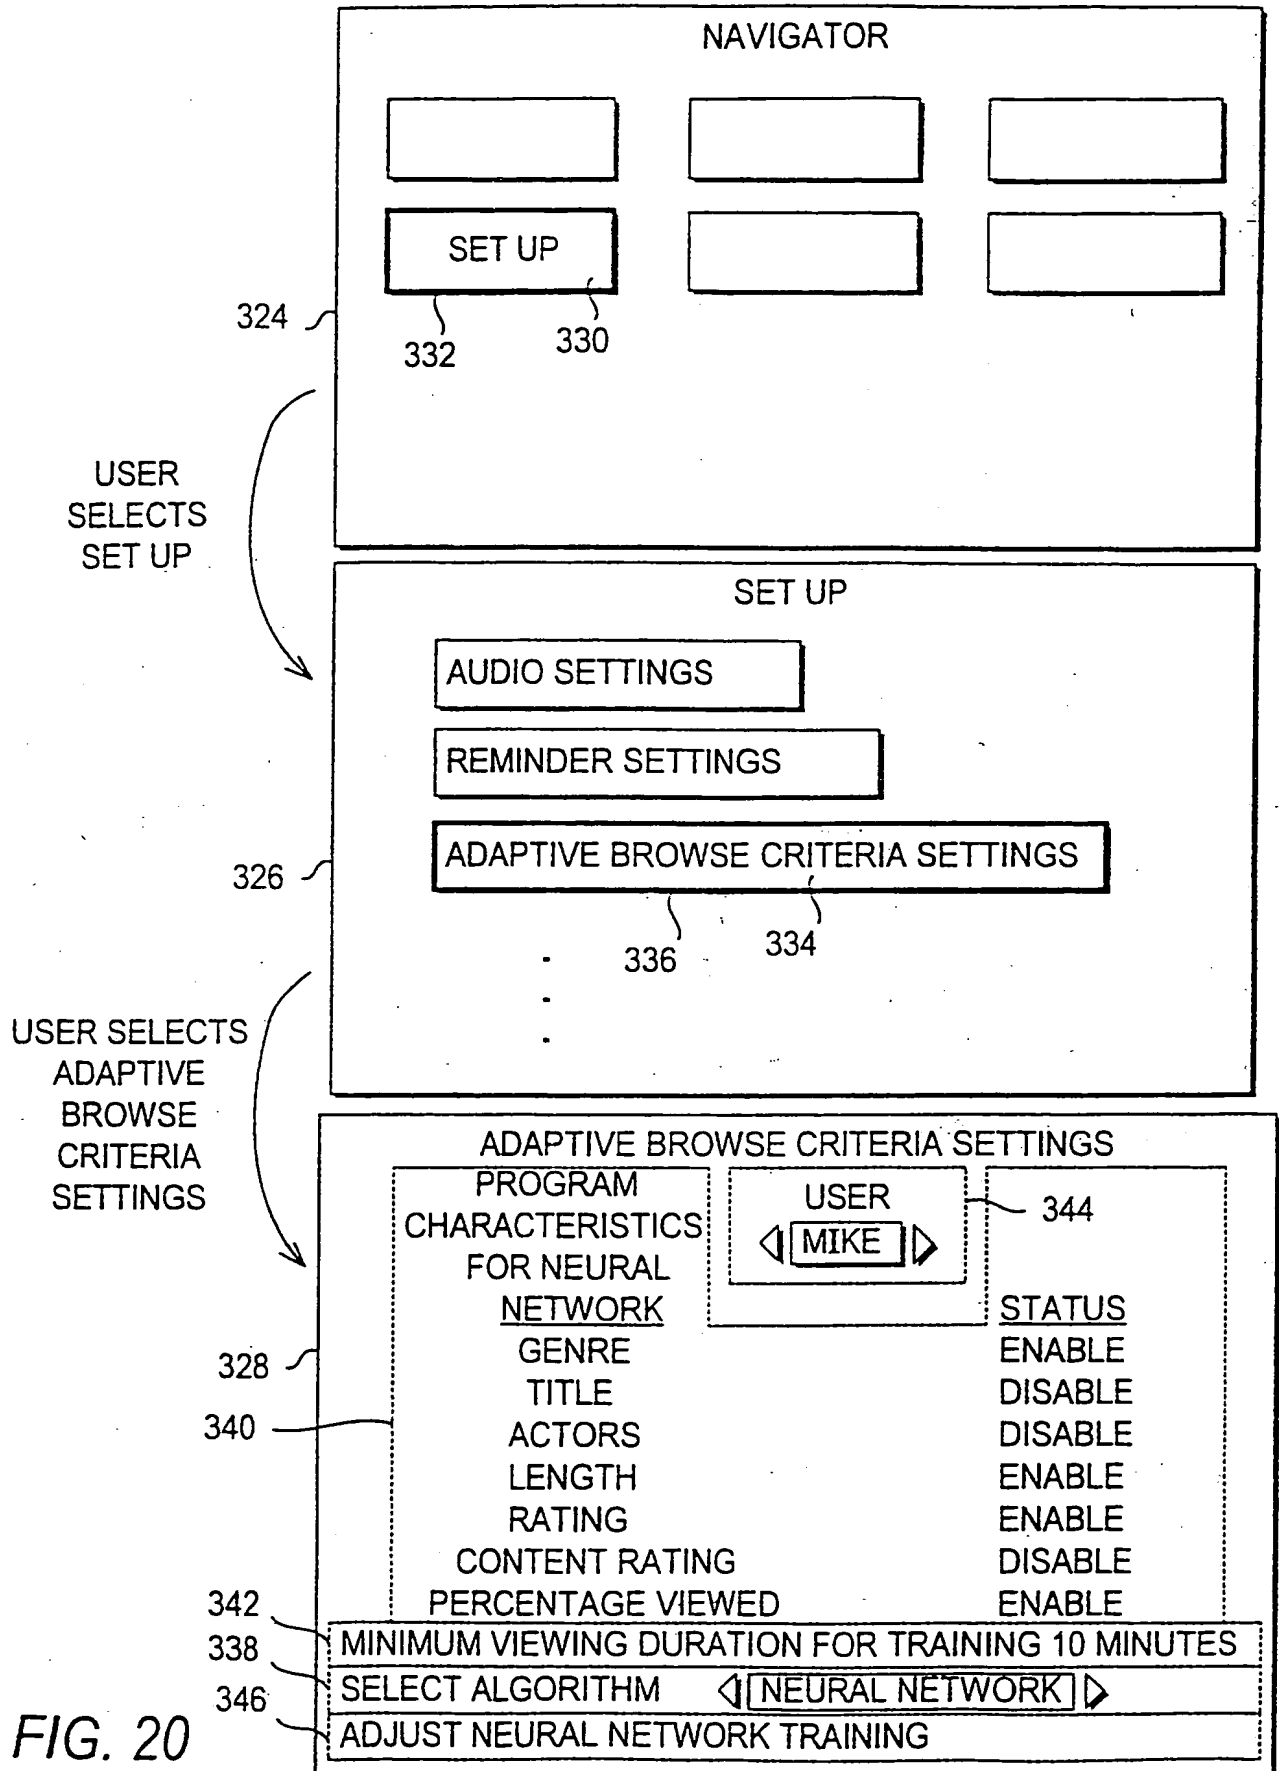 NAVIGATOR
SET UP
324
332
330
USER
SELECTS
SET UP
SET UP
AUDIO SETTINGS
REMINDER SETTINGS
ADAPTIVE BROWSE CRITERIA SETTINGS
326
336
334
USER SELECTS
ADAPTIVE
BROWSE
CRITERIA
SETTINGS
ADAPTIVE BROWSE CRITERIA SETTINGS
PROGRAM
CHARACTERISTICS
FOR NEURAL
NETWORK
USER
MIKE
344
STATUS
328
GENRE ENABLE
TITLE DISABLE
340
ACTORS DISABLE
LENGTH ENABLE
RATING ENABLE
CONTENT RATING DISABLE
PERCENTAGE VIEWED ENABLE
342
MINIMUM VIEWING DURATION FOR TRAINING 10 MINUTES
338
SELECT ALGORITHM NEURAL NETWORK
346
ADJUST NEURAL NETWORK TRAINING
FIG. 20